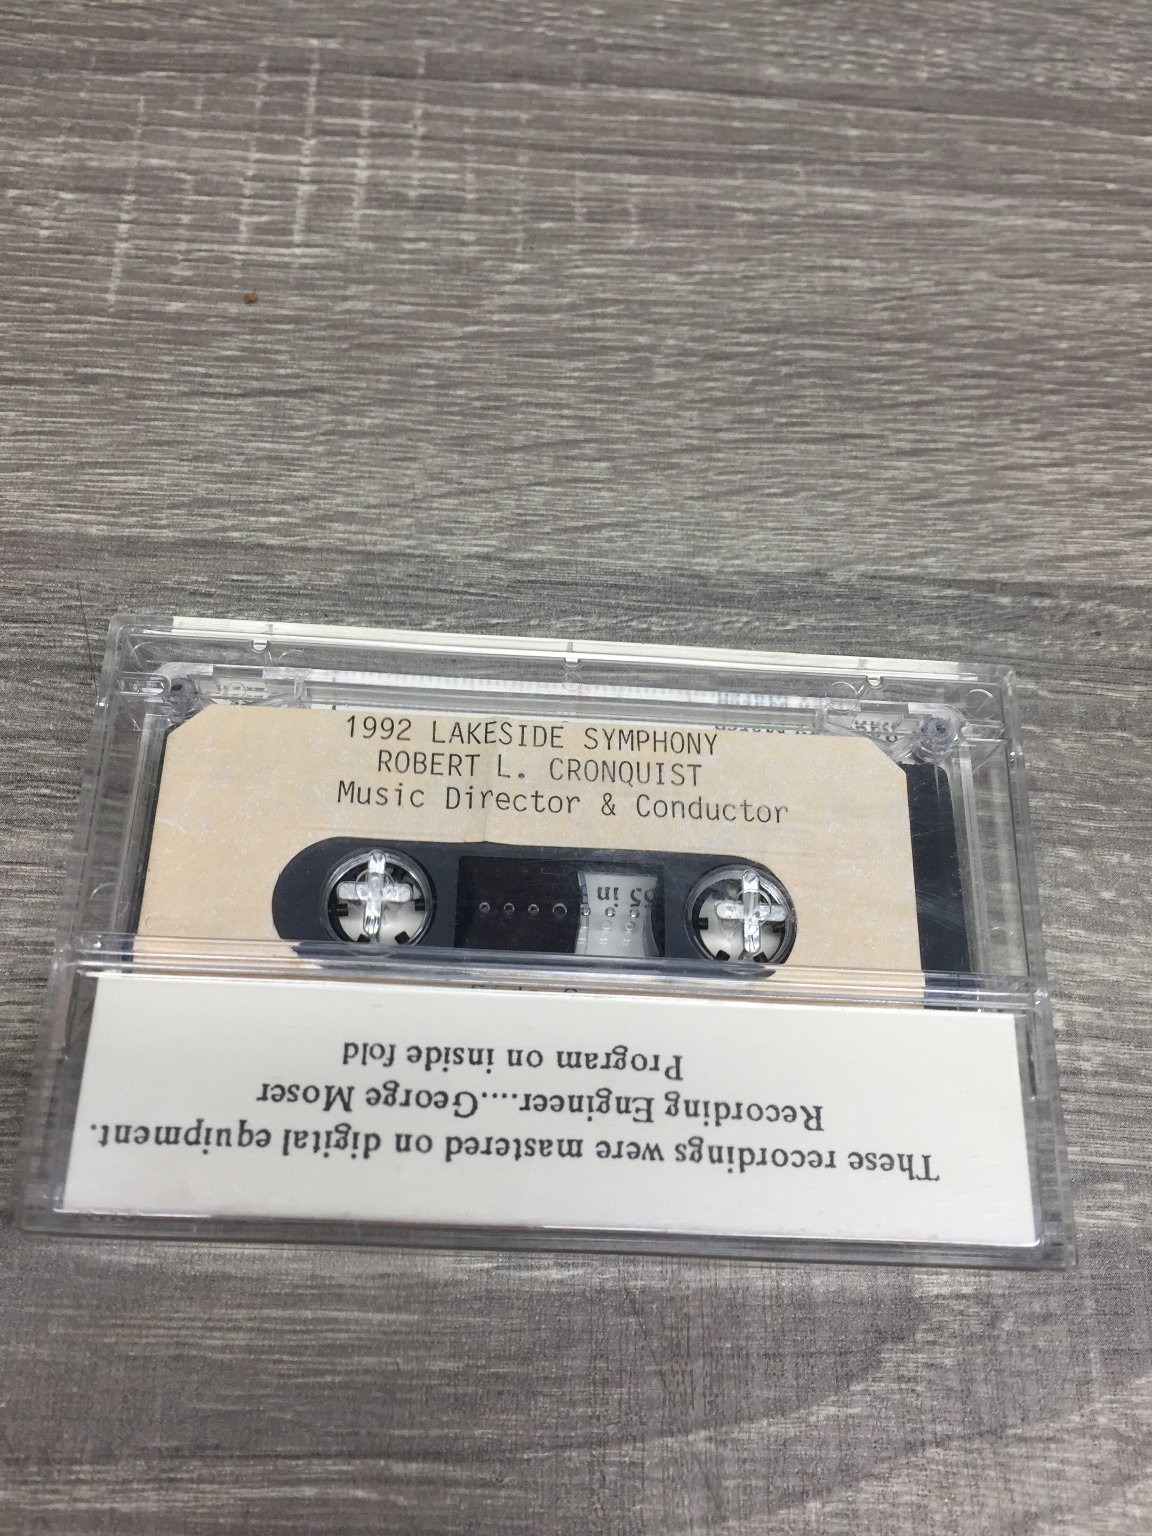 1992 LAKESIDE SYMPHONY
ROBERT L. CRONQUIST
Music Director & Conductor
These recordings were mastered on digital equipment.
Recording Engineer....George Moser
Program on inside fold